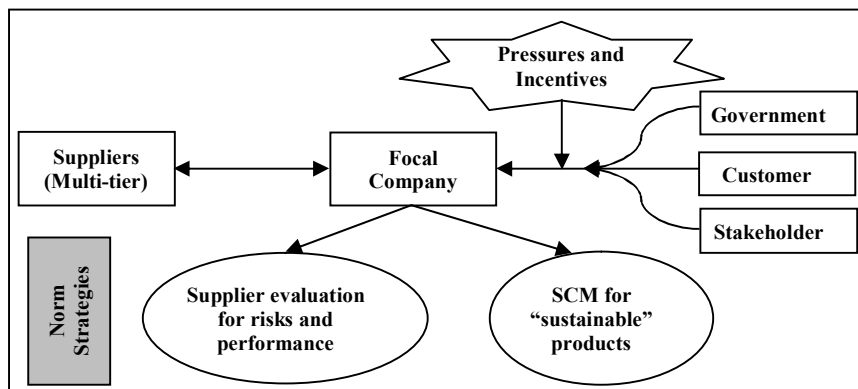 Pressures and
Incentives
Government
Suppliers
(Multi-tier)
Focal
Company
Customer
Stakeholder
Norm
Strategies
Supplier evaluation
for risks and
performance
SCM for
“sustainable”
products